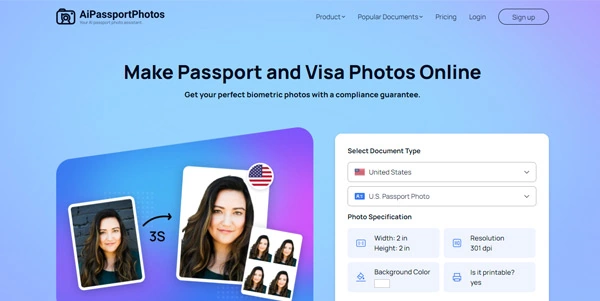 AiPassportPhotos
Your AI passport photo assistant
Product
Popular Documents
Pricing
Login
Sign up
Make Passport and Visa Photos Online
Get your perfect biometric photos with a compliance guarantee.
3S
Select Document Type
United States
U.S. Passport Photo
Photo Specification
Width: 2 in
Height: 2 in
Resolution
301 dpi
Background Color
Is it printable?
yes